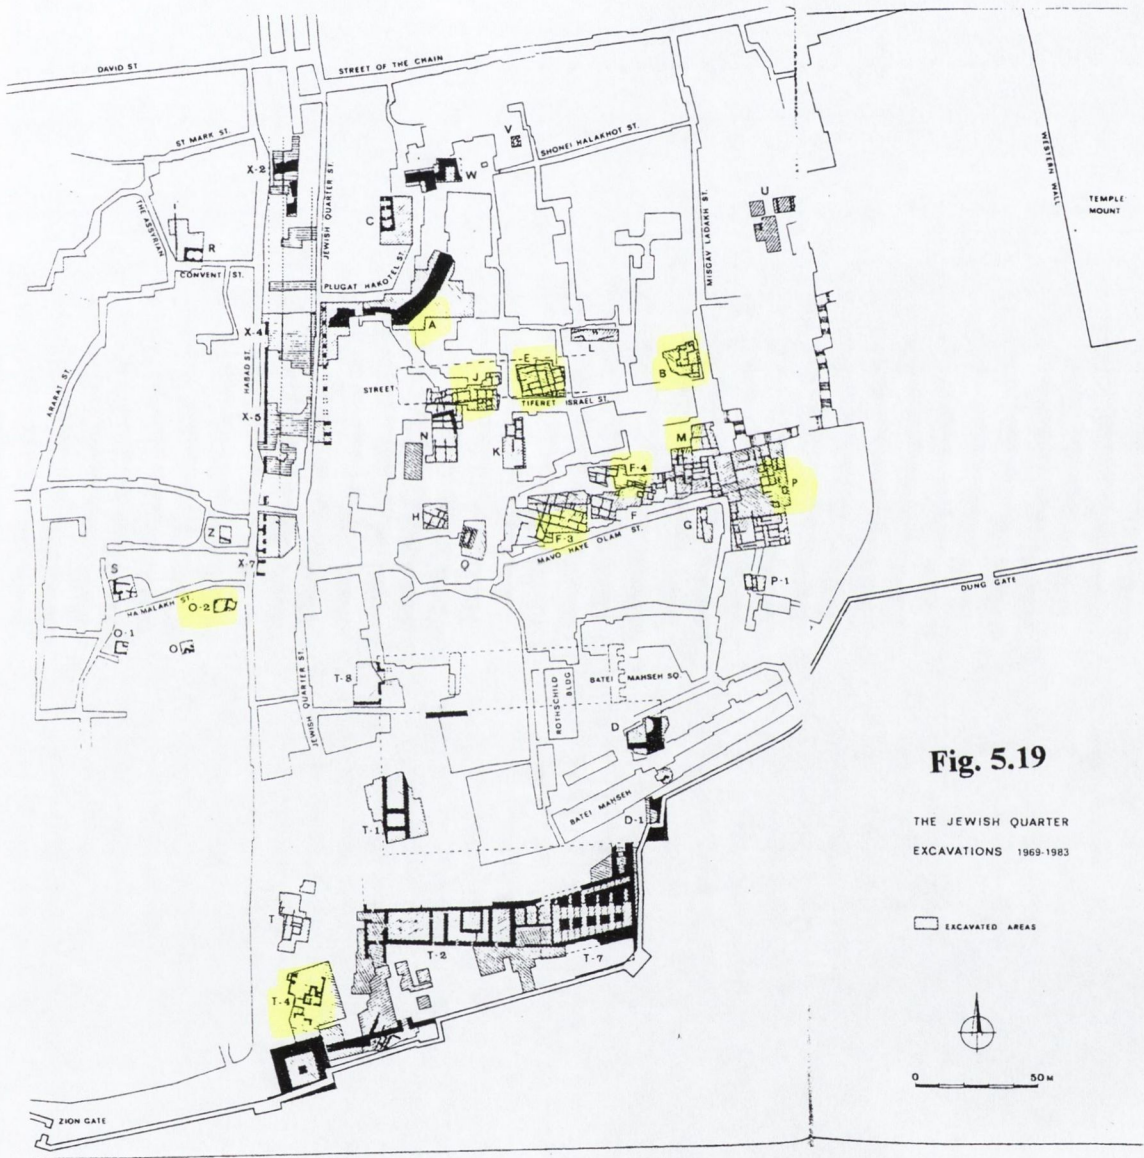 DAVID ST
STREET OF THE CHAIN
ST MARK ST.
X-2
V
SHONEI HALAKHOT ST.
W
WESTERN WALL
TEMPLE
MOUNT
U
THE ASSYRIAN
CONVENT ST.
R
JEWISH QUARTER ST.
C
MISGAV LADAKH ST.
PLUGAT HAKOTEL ST.
A
X-4
HABAD ST.
ARARAT ST.
L
E
J
B
STREET
TIFERET ISRAEL ST.
X-5
N
K
M
F-4
P
H
F
F-3
G
Q
MAVO HAYE OLAM ST.
Z
X-7
S
P-1
DUNG GATE
HAMALAKH ST.
O-2
O-1
O
T-8
JEWISH QUARTER ST.
ROTHSCHILD
BLDG
BATEI MAHSEH SQ.
D
Fig. 5.19
BATEI MAHSEH
D-1
T-1
THE JEWISH QUARTER
EXCAVATIONS 1969-1983
T
EXCAVATED AREAS
T-2
T-7
T-4
0 50 M
ZION GATE